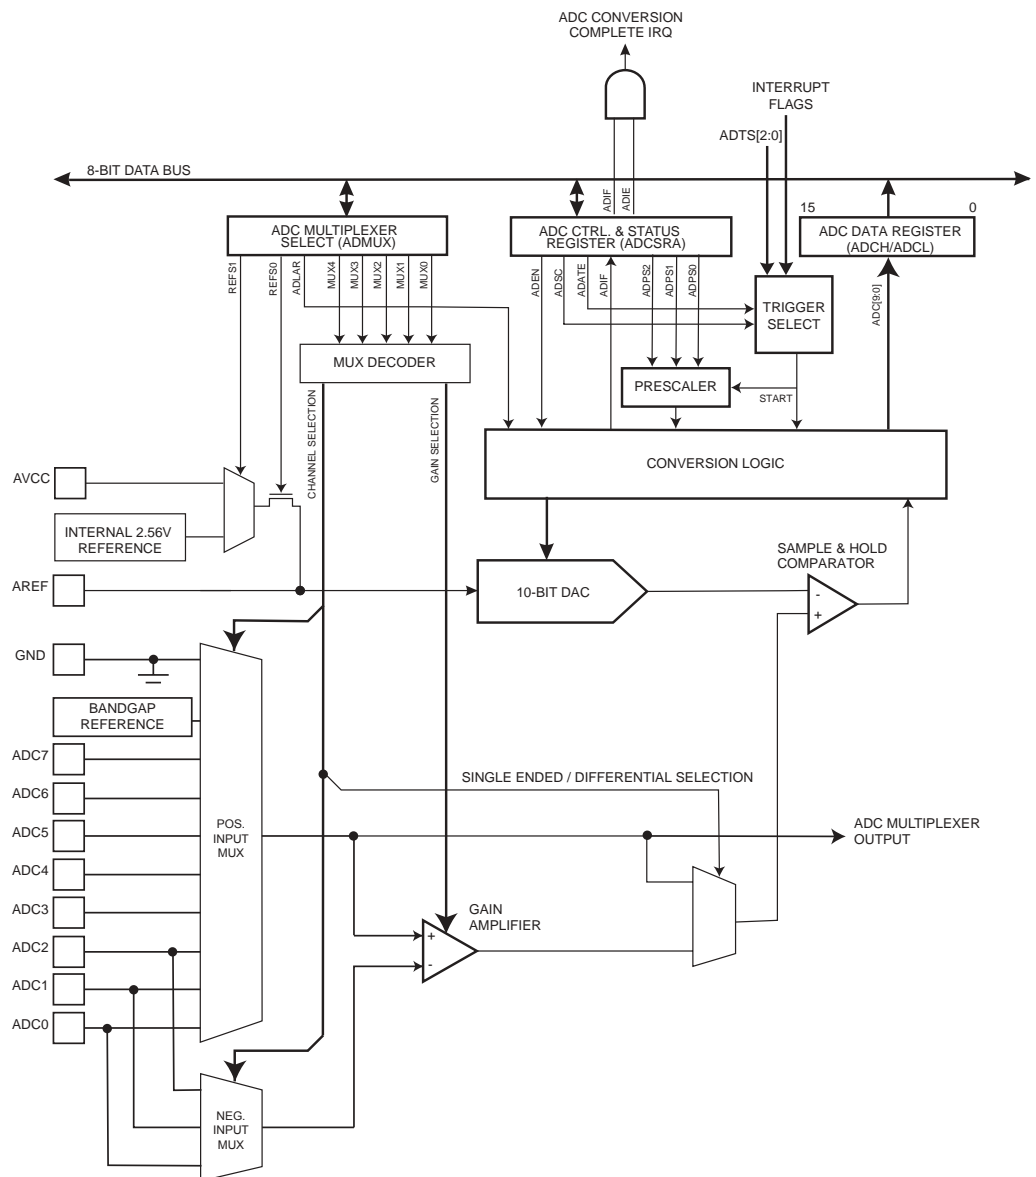 ADC CONVERSION
COMPLETE IRQ
INTERRUPT
FLAGS
ADTS[2:0]
8-BIT DATA BUS
ADIF
ADIE
15
0
ADC MULTIPLEXER
SELECT (ADMUX)
ADC CTRL. & STATUS
REGISTER (ADCSRA)
ADC DATA REGISTER
(ADCH/ADCL)
REFS1
REFS0
ADLAR
MUX4
MUX3
MUX2
MUX1
MUX0
ADEN
ADSC
ADATE
ADIF
ADPS2
ADPS1
ADPS0
ADC[9:0]
TRIGGER
SELECT
MUX DECODER
PRESCALER
START
CHANNEL SELECTION
GAIN SELECTION
CONVERSION LOGIC
AVCC
INTERNAL 2.56V
REFERENCE
SAMPLE & HOLD
COMPARATOR
AREF
10-BIT DAC
-
+
GND
BANDGAP
REFERENCE
ADC7
SINGLE ENDED / DIFFERENTIAL SELECTION
ADC6
ADC5
POS.
INPUT
MUX
ADC MULTIPLEXER
OUTPUT
ADC4
ADC3
GAIN
AMPLIFIER
+
-
ADC2
ADC1
ADC0
NEG.
INPUT
MUX